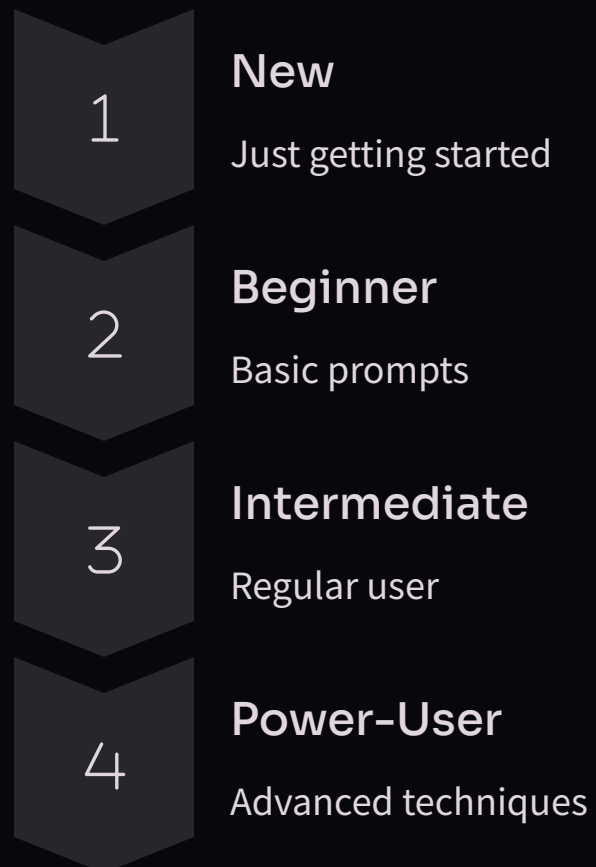 1
New
Just getting started
2
Beginner
Basic prompts
3
Intermediate
Regular user
4
Power-User
Advanced techniques